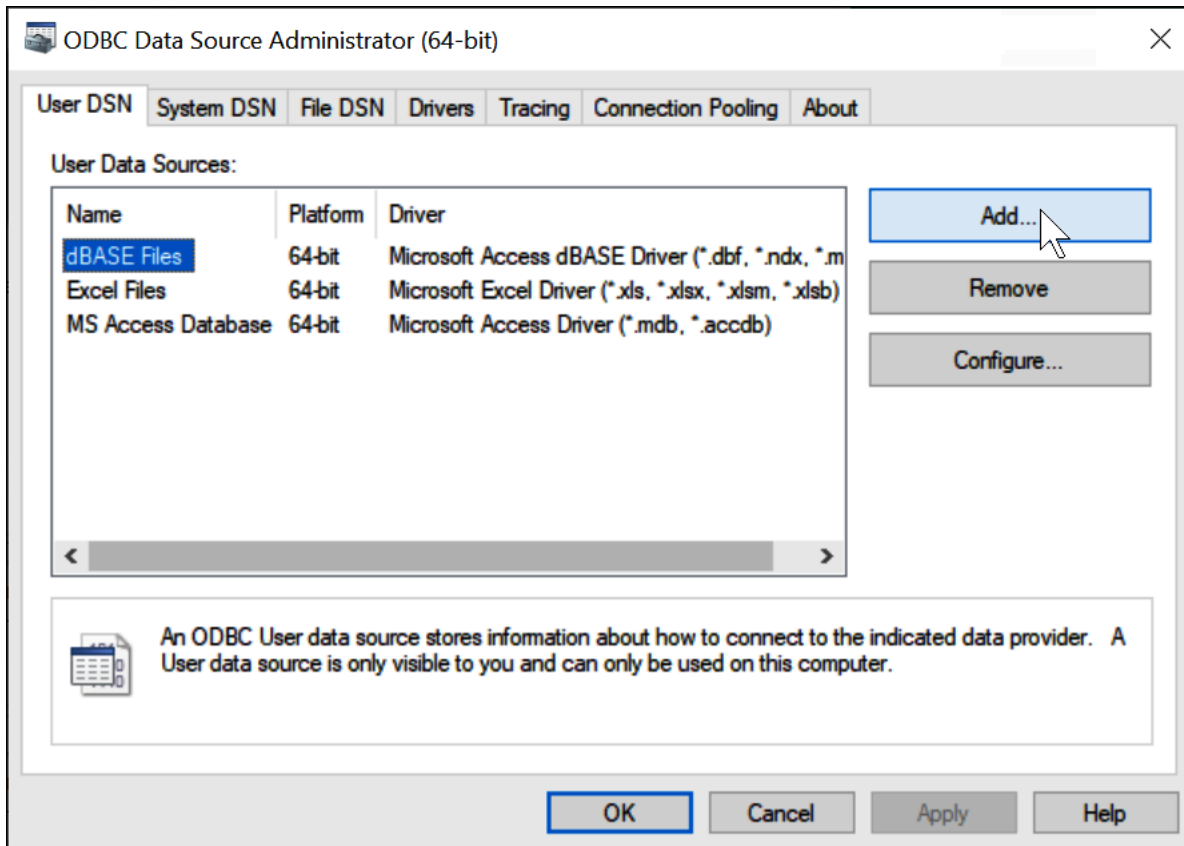 ODBC Data Source Administrator (64-bit)
User DSN System DSN File DSN Drivers Tracing Connection Pooling About
User Data Sources:
Name Platform Driver
dBASE Files 64-bit Microsoft Access dBASE Driver (*.dbf, *.ndx, *.m
Excel Files 64-bit Microsoft Excel Driver (*.xls, *.xlsx, *.xlsm, *.xlsb)
MS Access Database 64-bit Microsoft Access Driver (*.mdb, *.accdb)
Add...
Remove
Configure...
An ODBC User data source stores information about how to connect to the indicated data provider. A
User data source is only visible to you and can only be used on this computer.
OK Cancel Apply Help